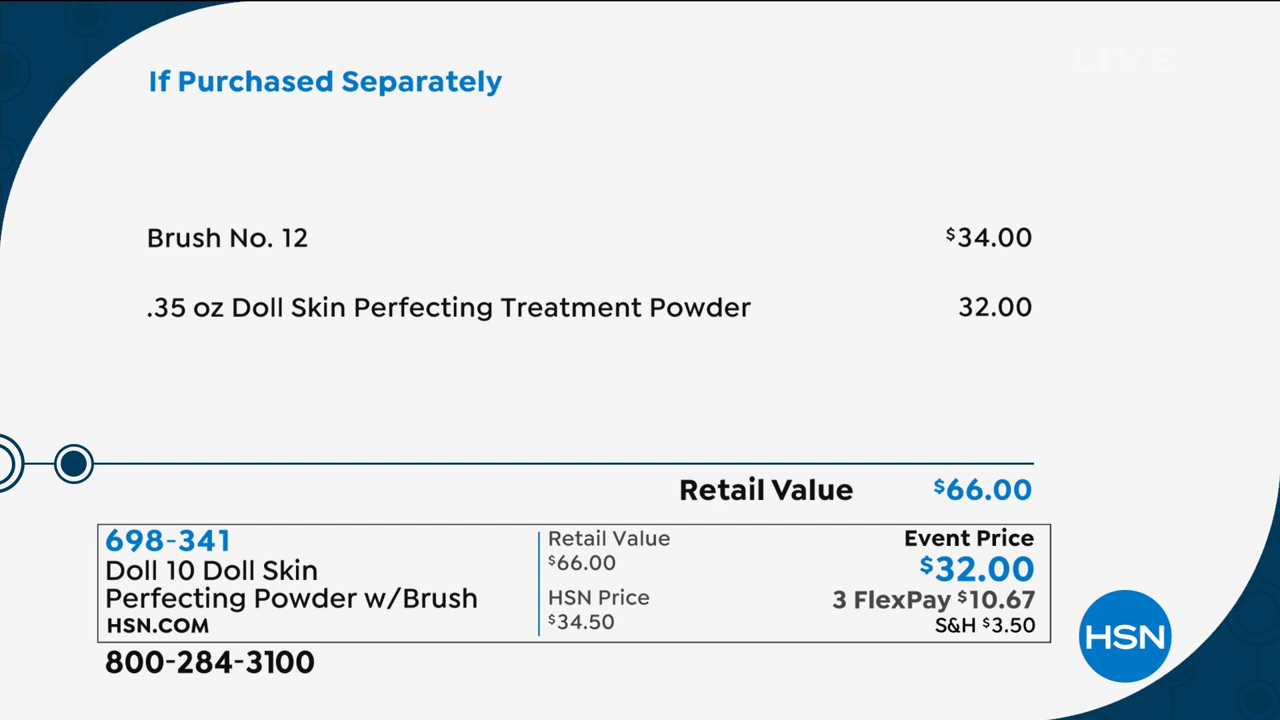 LIVE
If Purchased Separately
Brush No. 12 $34.00
.35 oz Doll Skin Perfecting Treatment Powder 32.00
Retail Value $66.00
698-341
Doll 10 Doll Skin
Perfecting Powder w/Brush
HSN.COM
Retail Value
$66.00
HSN Price
$34.50
Event Price
$32.00
3 FlexPay $10.67
S&H $3.50
HSN
800-284-3100